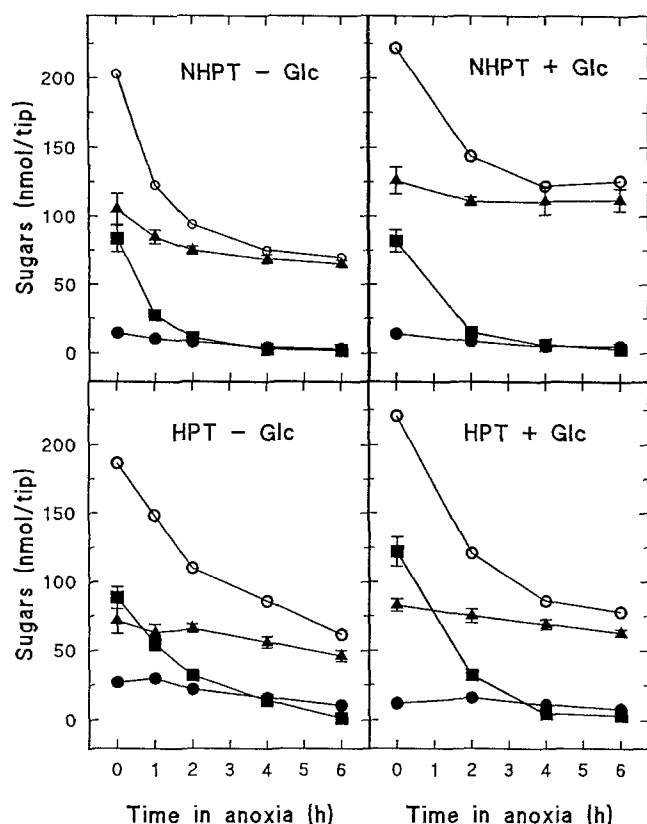 NHPT – Glc
NHPT + Glc
Sugars (nmol/tip)
200
150
100
50
0
HPT – Glc
HPT + Glc
Sugars (nmol/tip)
200
150
100
50
0
0 1 2 3 4 5 6
0 1 2 3 4 5 6
Time in anoxia (h)
Time in anoxia (h)